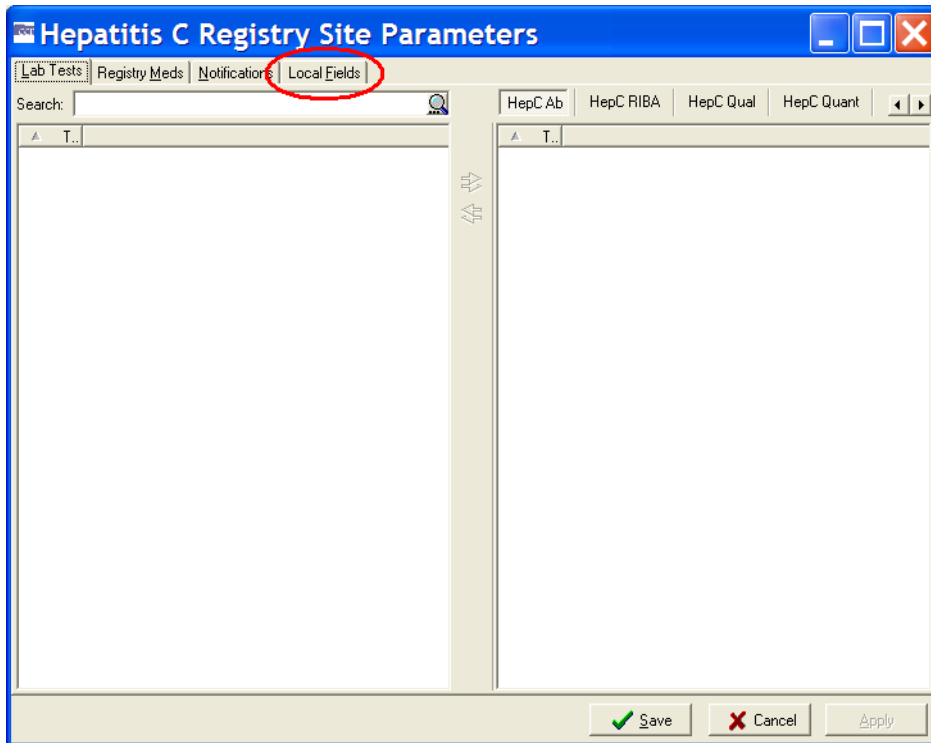 Hepatitis C Registry Site Parameters
Lab Tests Registry Meds Notifications Local Fields
Search: HepC Ab HepC RIBA HepC Qual HepC Quant
T.. T..
Save Cancel Apply